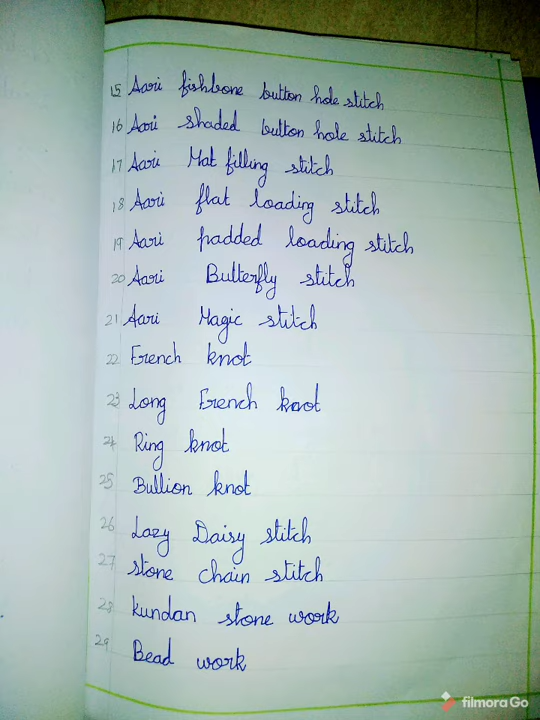 15 Aari fishbone button hole stitch
16 Aari shaded button hole stitch
17 Aari Mat filling stitch
18 Aari flat loading stitch
19 Aari padded loading stitch
20 Aari Butterfly stitch
21 Aari Magic stitch
22 French knot
23 Long French knot
24 Ring knot
25 Bullion knot
26 Lazy Daisy stitch
27 stone chain stitch
28 kundan stone work
29 Bead work
filmoraGo